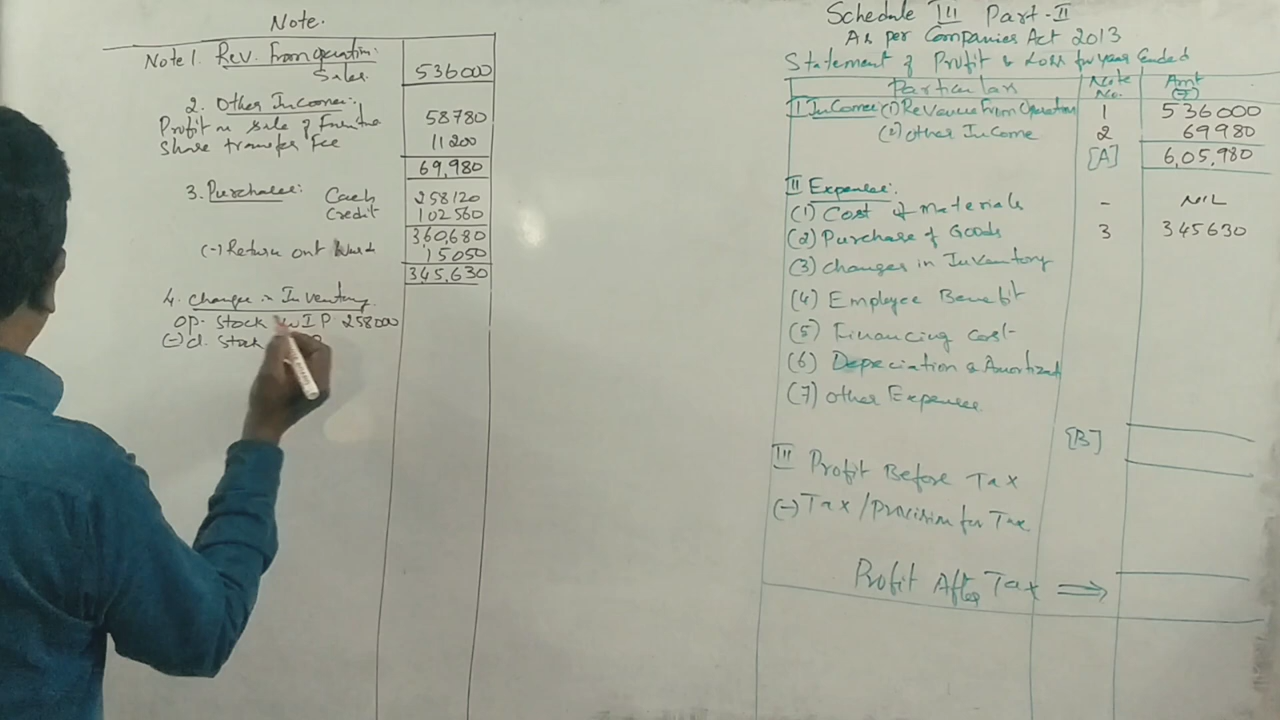 Note.
Note 1. Rev. From operation:
Sales. 536000
2. Other Income:
Profit on sale of Furniture 58780
Share transfer Fee 11200
69,980
3. Purchases: Cash 258120
Credit 102560
360,680
(-) Return out ward 15050
345,630
4. Changes in Inventory.
Op. Stock WIP 258000
(-) cl. Stock
Schedule III Part-II
As per Companies Act 2013
Statement of Profit & Loss for year Ended
Particulars Note No. Amt (₹)
I Income (1) Revenue From Operation 1 536000
(2) other Income 2 69980
[A] 6,05,980
II Expenses:
(1) Cost of Materials - NIL
(2) Purchase of Goods 3 345630
(3) changes in Inventory
(4) Employee Benefit
(5) Financing Cost
(6) Depreciation &
(7) other Expenses
[B]
III Profit Before Tax
(-) Tax/Provision for Tax
Profit After Tax ⇒